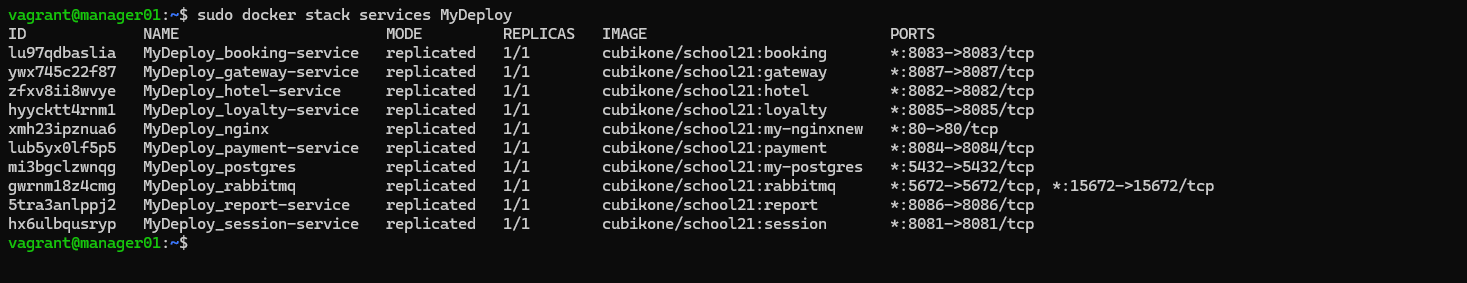 vagrant@manager01:~$ sudo docker stack services MyDeploy
ID             NAME                       MODE         REPLICAS   IMAGE                           PORTS
lu97qdbaslia   MyDeploy_booking-service   replicated   1/1        cubikone/school21:booking       *:8083->8083/tcp
ywx745c22f87   MyDeploy_gateway-service   replicated   1/1        cubikone/school21:gateway       *:8087->8087/tcp
zfxv8ii8wvye   MyDeploy_hotel-service     replicated   1/1        cubikone/school21:hotel         *:8082->8082/tcp
hyycktt4rnm1   MyDeploy_loyalty-service   replicated   1/1        cubikone/school21:loyalty       *:8085->8085/tcp
xmh23ipznua6   MyDeploy_nginx             replicated   1/1        cubikone/school21:my-nginxnew   *:80->80/tcp
lub5yx0lf5p5   MyDeploy_payment-service   replicated   1/1        cubikone/school21:payment       *:8084->8084/tcp
mi3bgclzwnqg   MyDeploy_postgres          replicated   1/1        cubikone/school21:my-postgres   *:5432->5432/tcp
gwrnm18z4cmg   MyDeploy_rabbitmq          replicated   1/1        cubikone/school21:rabbitmq      *:5672->5672/tcp, *:15672->15672/tcp
5tra3anlppj2   MyDeploy_report-service    replicated   1/1        cubikone/school21:report        *:8086->8086/tcp
hx6ulbqusryp   MyDeploy_session-service   replicated   1/1        cubikone/school21:session       *:8081->8081/tcp
vagrant@manager01:~$